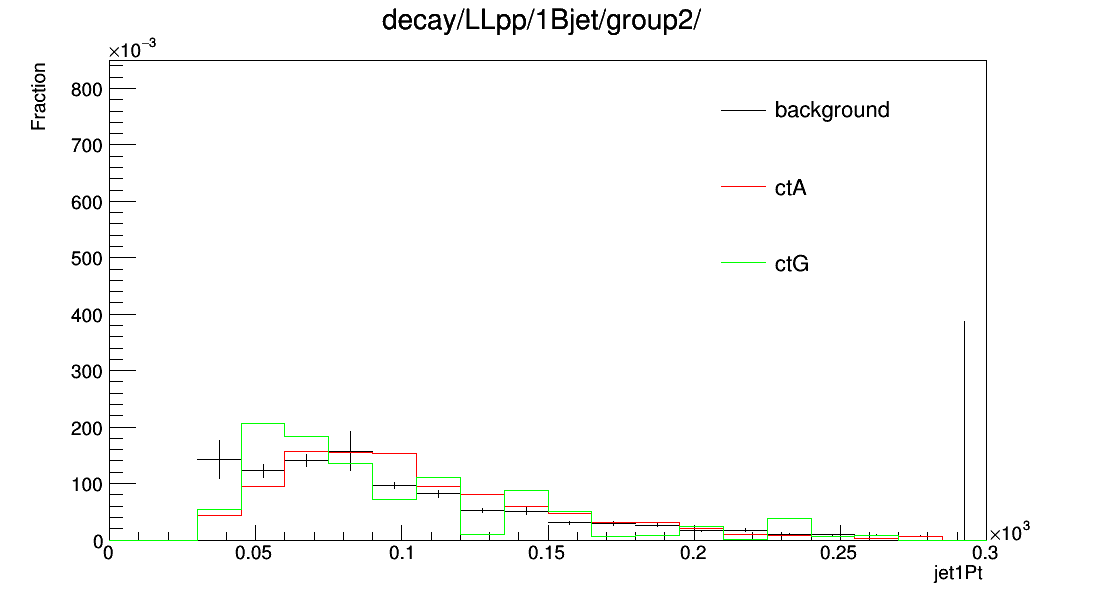 decay/LLpp/1Bjet/group2/
×10⁻³
Fraction
800
700
600
500
400
300
200
100
0
background
ctA
ctG
0 0.05 0.1 0.15 0.2 0.25 0.3
×10³
jet1Pt